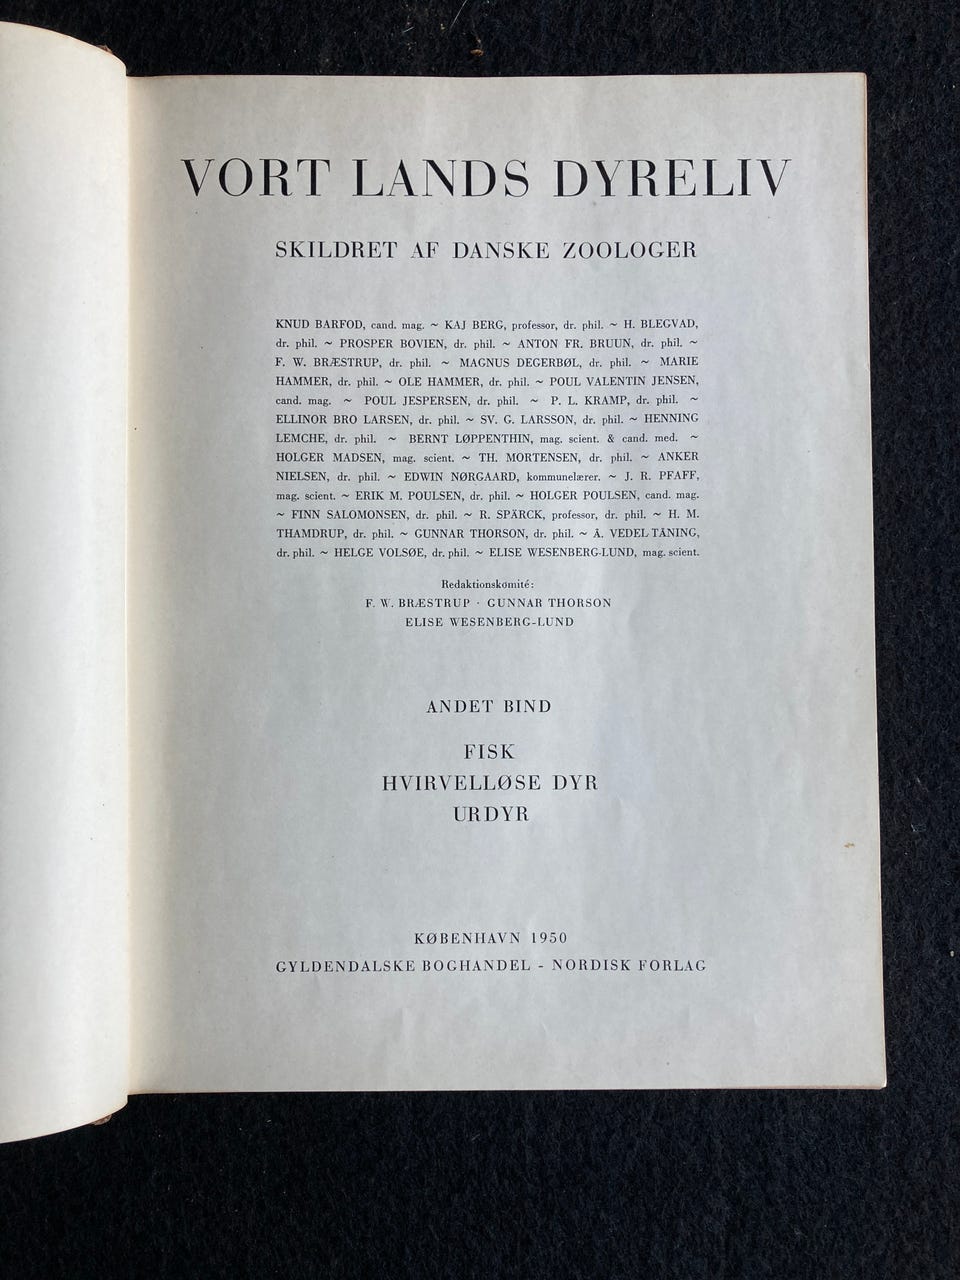 VORT LANDS DYRELIV
SKILDRET AF DANSKE ZOOLOGER
KNUD BARFOD, cand. mag. ~ KAJ BERG, professor, dr. phil. ~ H. BLEGVAD,
dr. phil. ~ PROSPER BOVIEN, dr. phil. ~ ANTON FR. BRUUN, dr. phil. ~
F. W. BRÆSTRUP, dr. phil. ~ MAGNUS DEGERBØL, dr. phil. ~ MARIE
HAMMER, dr. phil. ~ OLE HAMMER, dr. phil. ~ POUL VALENTIN JENSEN,
cand. mag. ~ POUL JESPERSEN, dr. phil. ~ P. L. KRAMP, dr. phil. ~
ELLINOR BRO LARSEN, dr. phil. ~ SV. G. LARSSON, dr. phil. ~ HENNING
LEMCHE, dr. phil. ~ BERNT LØPPENTHIN, mag. scient. & cand. med. ~
HOLGER MADSEN, mag. scient. ~ TH. MORTENSEN, dr. phil. ~ ANKER
NIELSEN, dr. phil. ~ EDWIN NØRGAARD, kommunelærer. ~ J. R. PFAFF,
mag. scient. ~ ERIK M. POULSEN, dr. phil. ~ HOLGER POULSEN, cand. mag.
~ FINN SALOMONSEN, dr. phil. ~ R. SPÄRCK, professor, dr. phil. ~ H. M.
THAMDRUP, dr. phil. ~ GUNNAR THORSON, dr. phil. ~ Å. VEDEL TÅNING,
dr. phil. ~ HELGE VOLSØE, dr. phil. ~ ELISE WESENBERG-LUND, mag. scient.
Redaktionskomité:
F. W. BRÆSTRUP · GUNNAR THORSON
ELISE WESENBERG-LUND
ANDET BIND
FISK
HVIRVELLØSE DYR
URDYR
KØBENHAVN 1950
GYLDENDALSKE BOGHANDEL - NORDISK FORLAG